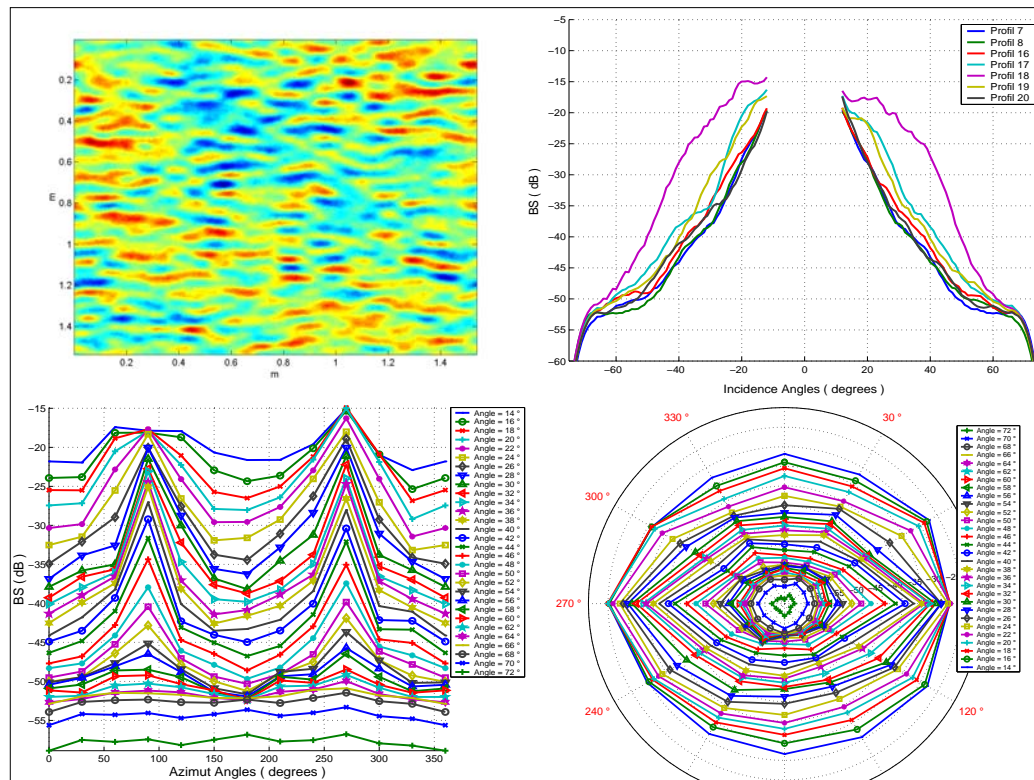 0.2
0.4
0.6
0.8
1
1.2
1.4
m
0.2 0.4 0.6 0.8 1 1.2 1.4
m
−5
−10
−15
−20
−25
−30
−35
−40
−45
−50
−55
−60
BS ( dB )
−60 −40 −20 0 20 40 60
Incidence Angles ( degrees )
Profil 7
Profil 8
Profil 16
Profil 17
Profil 18
Profil 19
Profil 20
−15
−20
−25
−30
−35
−40
−45
−50
−55
BS ( dB )
0 50 100 150 200 250 300 350
Azimut Angles ( degrees )
Angle = 14 °
Angle = 16 °
Angle = 18 °
Angle = 20 °
Angle = 22 °
Angle = 24 °
Angle = 26 °
Angle = 28 °
Angle = 30 °
Angle = 32 °
Angle = 34 °
Angle = 36 °
Angle = 38 °
Angle = 40 °
Angle = 42 °
Angle = 44 °
Angle = 46 °
Angle = 48 °
Angle = 50 °
Angle = 52 °
Angle = 54 °
Angle = 56 °
Angle = 58 °
Angle = 60 °
Angle = 62 °
Angle = 64 °
Angle = 66 °
Angle = 68 °
Angle = 70 °
Angle = 72 °
330 °
30 °
300 °
270 °
240 °
120 °
Angle = 72 °
Angle = 70 °
Angle = 68 °
Angle = 66 °
Angle = 64 °
Angle = 62 °
Angle = 60 °
Angle = 58 °
Angle = 56 °
Angle = 54 °
Angle = 52 °
Angle = 50 °
Angle = 48 °
Angle = 46 °
Angle = 44 °
Angle = 42 °
Angle = 40 °
Angle = 38 °
Angle = 36 °
Angle = 34 °
Angle = 32 °
Angle = 30 °
Angle = 28 °
Angle = 26 °
Angle = 24 °
Angle = 22 °
Angle = 20 °
Angle = 18 °
Angle = 16 °
Angle = 14 °